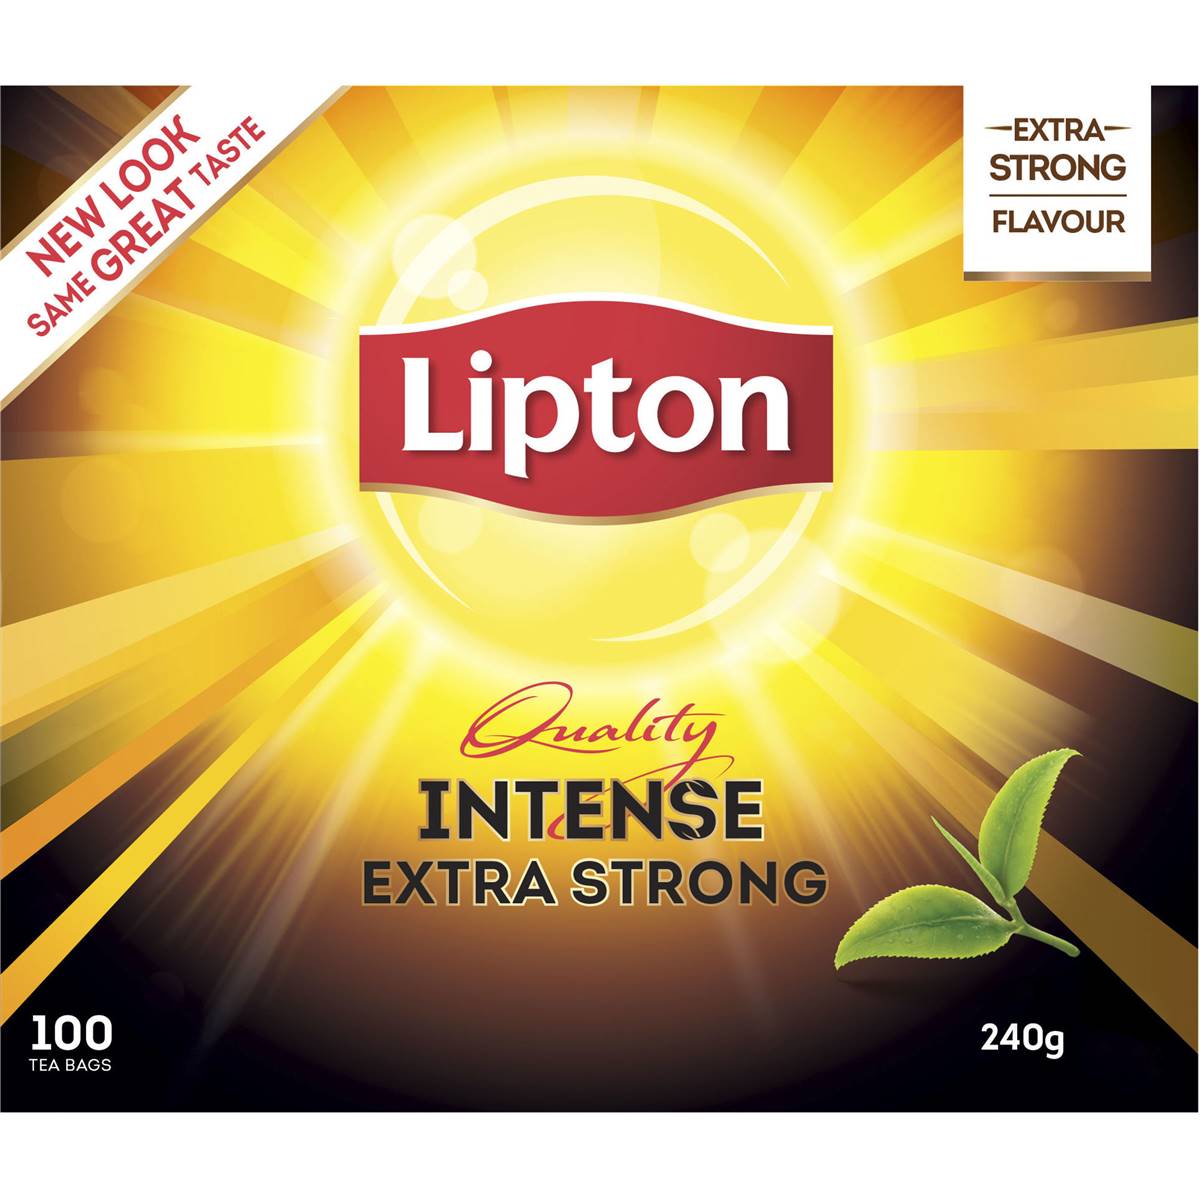 NEW LOOK
SAME GREAT TASTE
EXTRA
STRONG
FLAVOUR
Lipton
Quality
INTENSE
EXTRA STRONG
100
TEA BAGS
240g